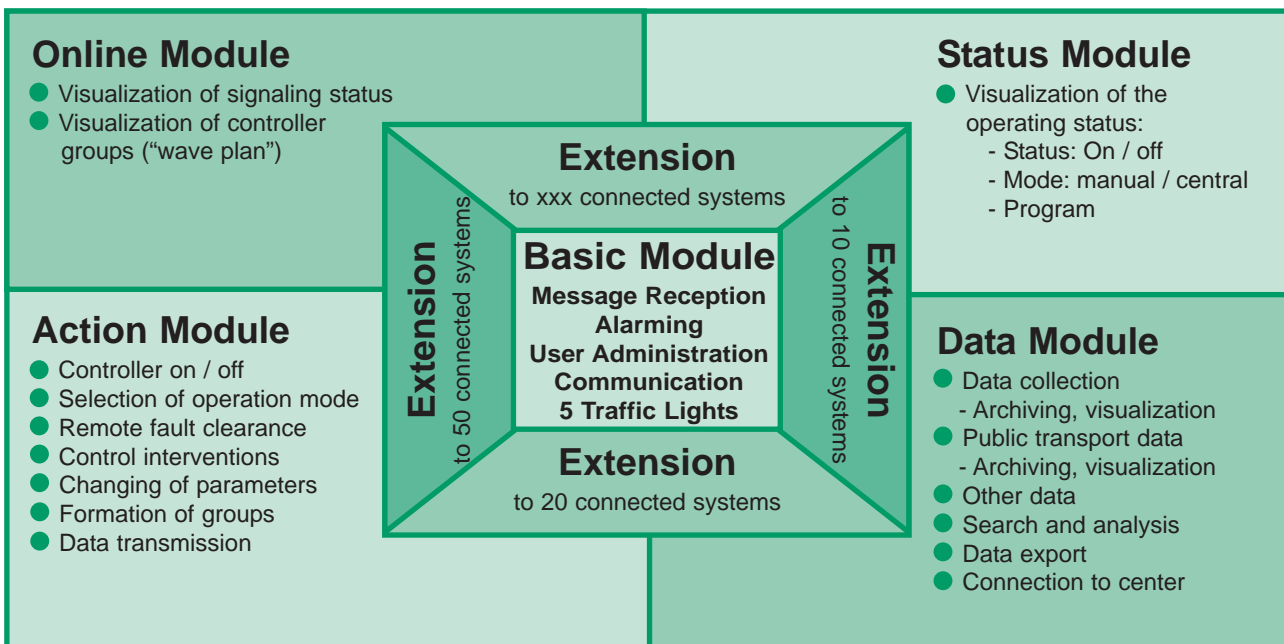 Online Module
Visualization of signaling status
Visualization of controller
groups (“wave plan”)
Status Module
Visualization of the
operating status:
- Status: On / off
- Mode: manual / central
- Program
Extension
to xxx connected systems
Extension
to 50 connected systems
Basic Module
Message Reception
Alarming
User Administration
Communication
5 Traffic Lights
Extension
to 10 connected systems
Extension
to 20 connected systems
Action Module
Controller on / off
Selection of operation mode
Remote fault clearance
Control interventions
Changing of parameters
Formation of groups
Data transmission
Data Module
Data collection
- Archiving, visualization
Public transport data
- Archiving, visualization
Other data
Search and analysis
Data export
Connection to center